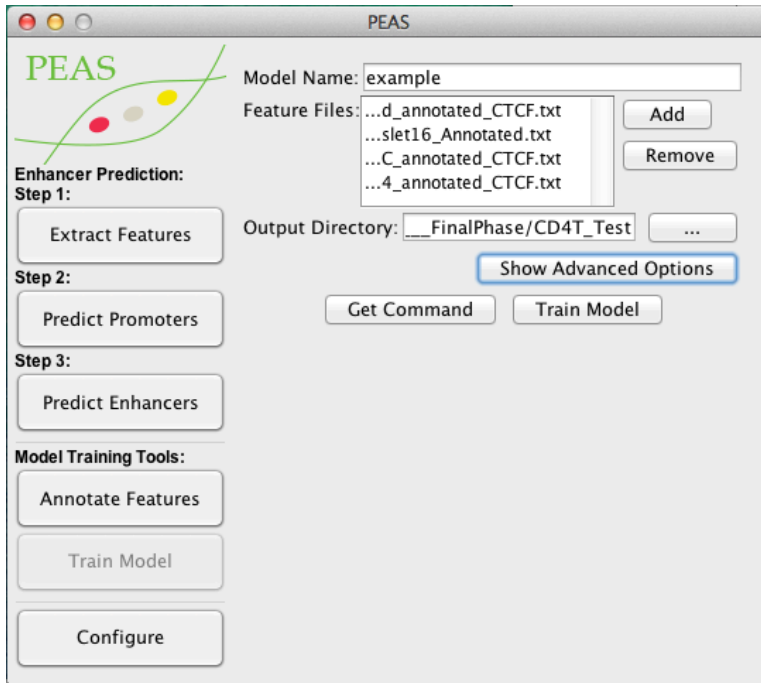 PEAS
PEAS
Enhancer Prediction:
Step 1:
Extract Features
Step 2:
Predict Promoters
Step 3:
Predict Enhancers
Model Training Tools:
Annotate Features
Train Model
Configure
Model Name: example
Feature Files: ...d_annotated_CTCF.txt
...slet16_Annotated.txt
...C_annotated_CTCF.txt
...4_annotated_CTCF.txt
Add
Remove
Output Directory: ___FinalPhase/CD4T_Test ...
Show Advanced Options
Get Command Train Model